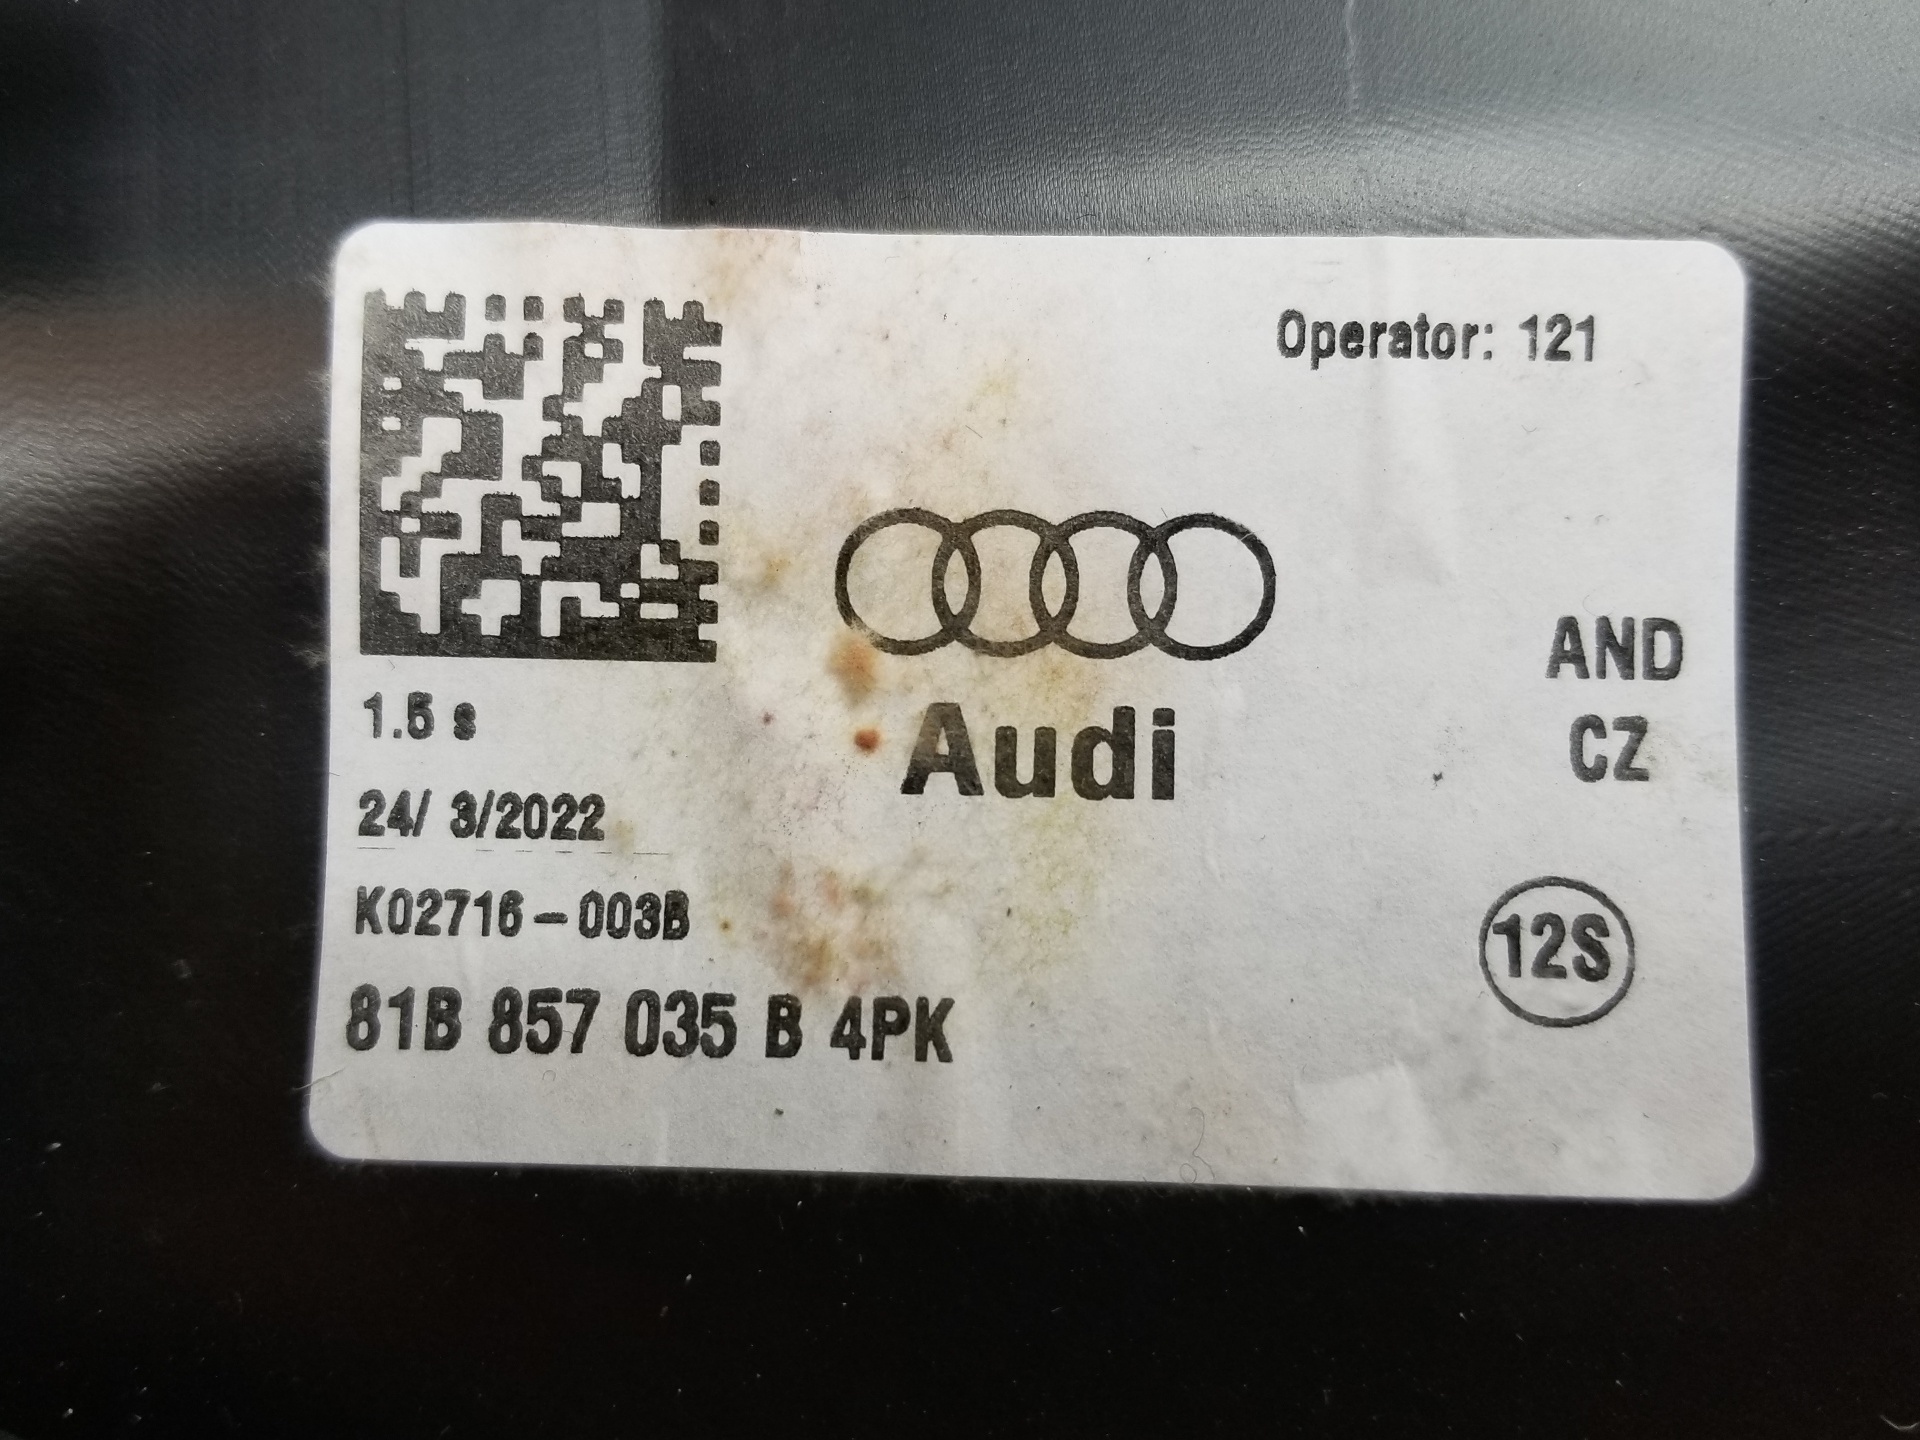 Operator: 121
Audi
AND
CZ
1.5 s
24/ 3/2022
K02716-003B
12S
81B 857 035 B 4PK